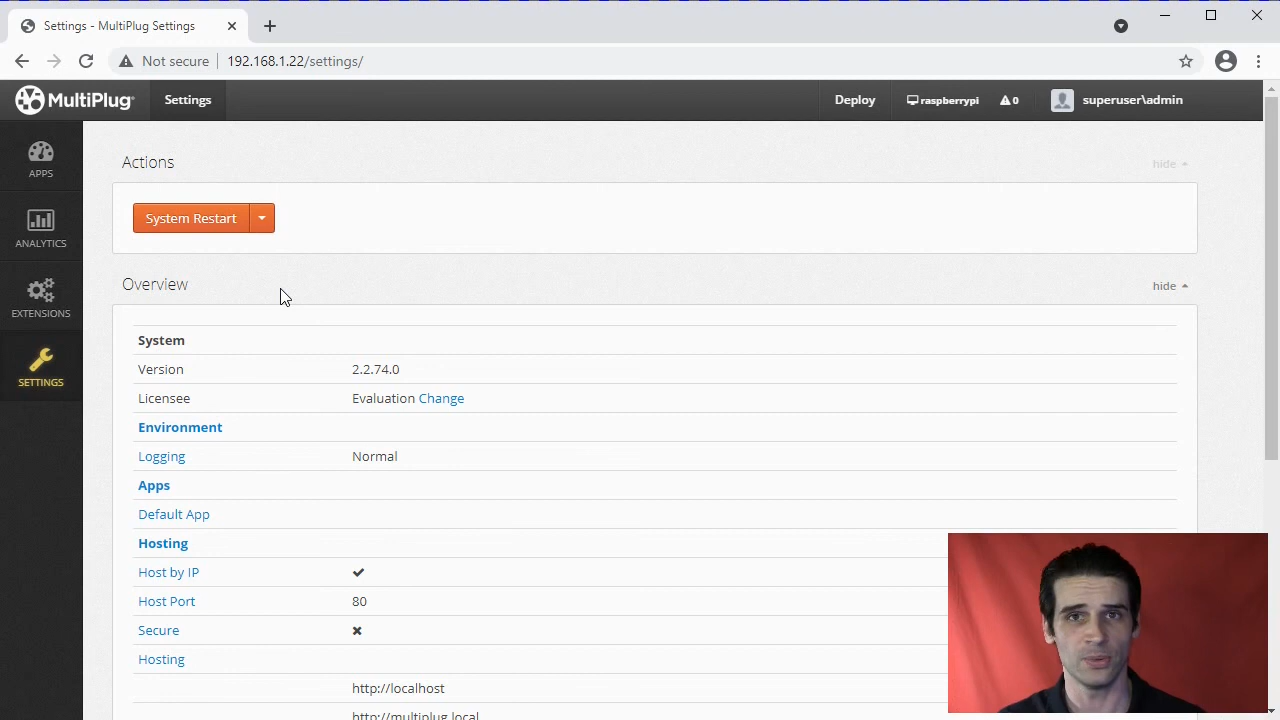 Settings - MultiPlug Settings
Not secure
192.168.1.22/settings/
MultiPlug
Settings
Deploy
raspberrypi
0
superuser\admin
APPS
ANALYTICS
EXTENSIONS
SETTINGS
Actions
hide
System Restart
Overview
hide
System
Version 2.2.74.0
Licensee Evaluation Change
Environment
Logging Normal
Apps
Default App
Hosting
Host by IP
Host Port 80
Secure
Hosting
http://localhost
http://multiplug.local